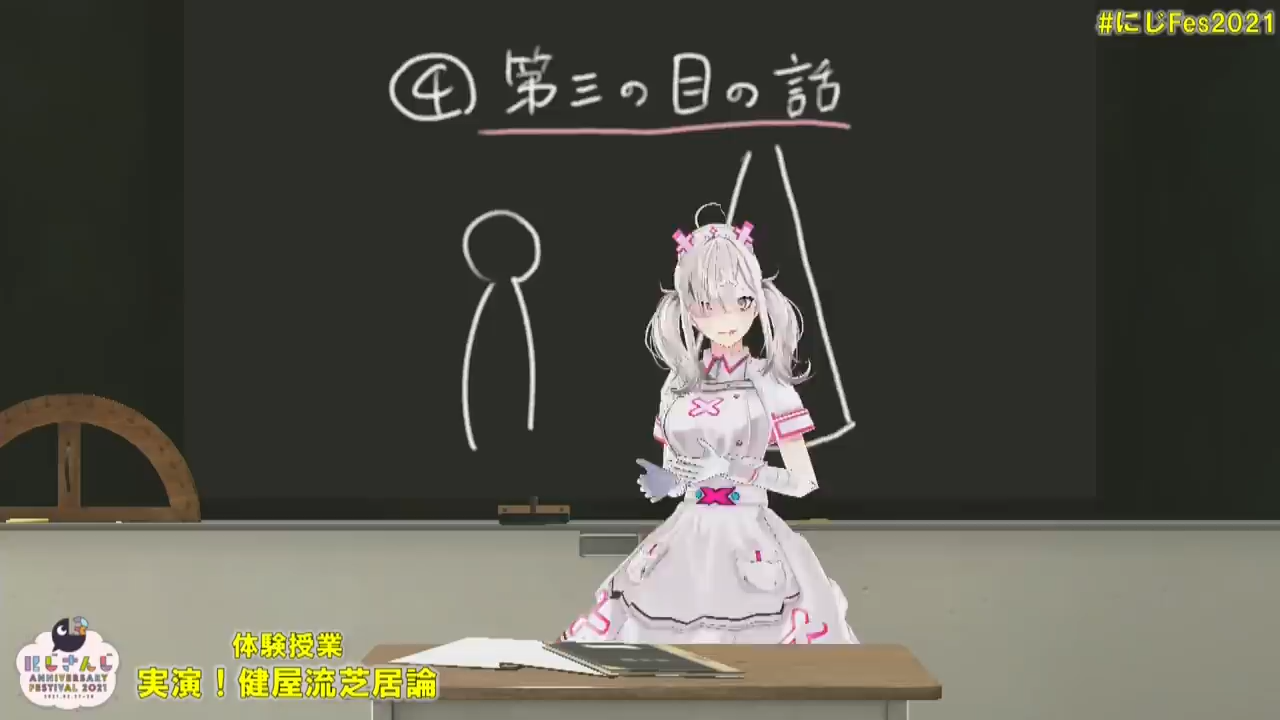 #にじFes2021
④ 第三の目の話
にじさんじ
ANNIVERSARY
FESTIVAL 2021
体験授業
実演！健屋流芝居論